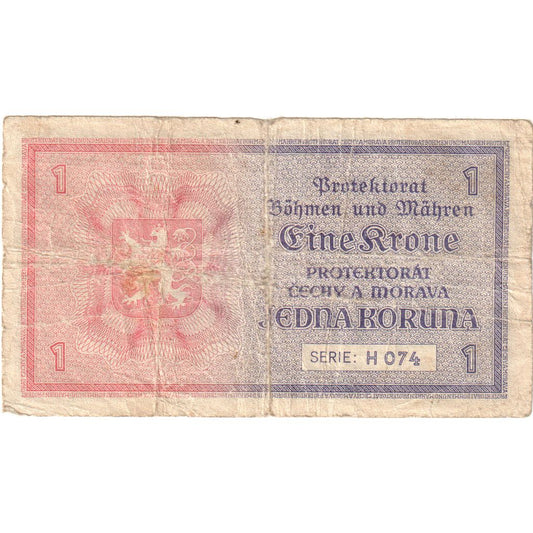 1
1
Protektorat
Böhmen und Mähren
Eine Krone
PROTEKTORÁT
ČECHY A MORAVA
JEDNA KORUNA
SERIE: H 074
1
1